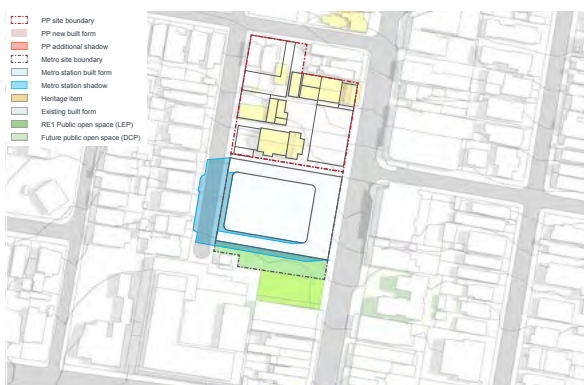 PP site boundary
PP new built form
PP additional shadow
Metro site boundary
Metro station built form
Metro station shadow
Heritage item
Existing built form
RE1 Public open space (LEP)
Future public open space (DCP)